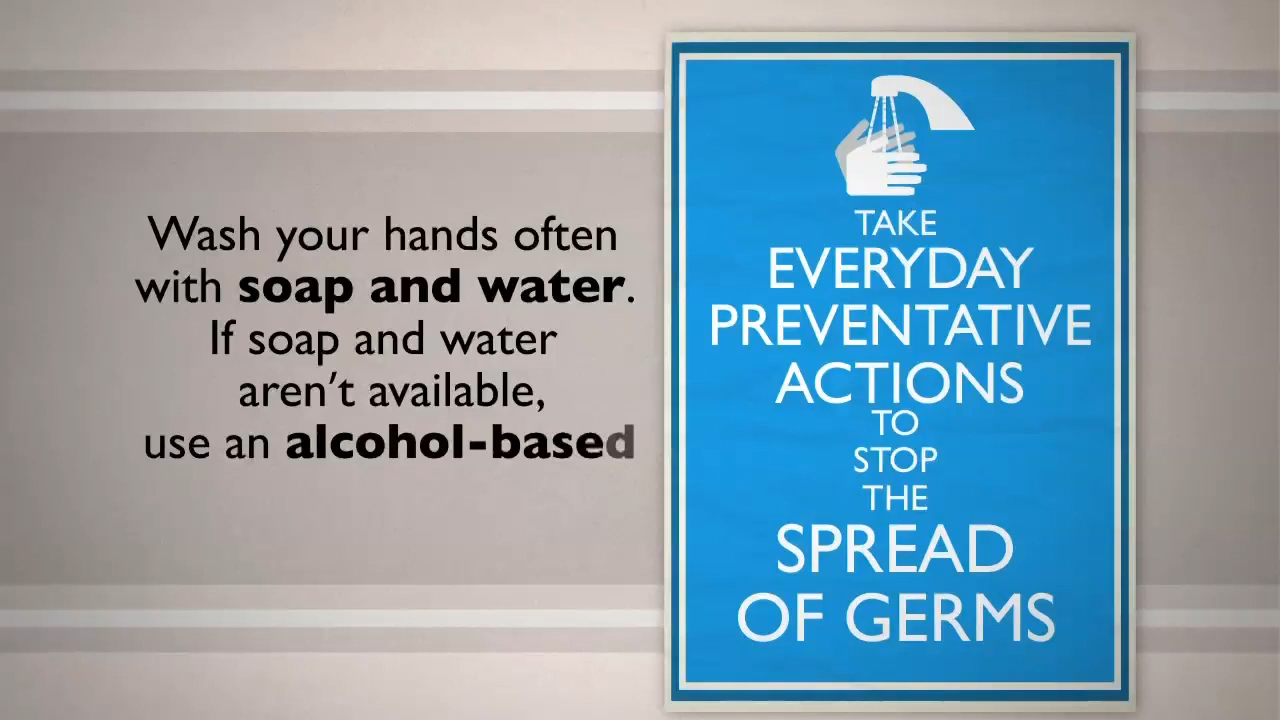 Wash your hands often
with soap and water.
If soap and water
aren't available,
use an alcohol-based
TAKE
EVERYDAY
PREVENTATIVE
ACTIONS
TO
STOP
THE
SPREAD
OF GERMS